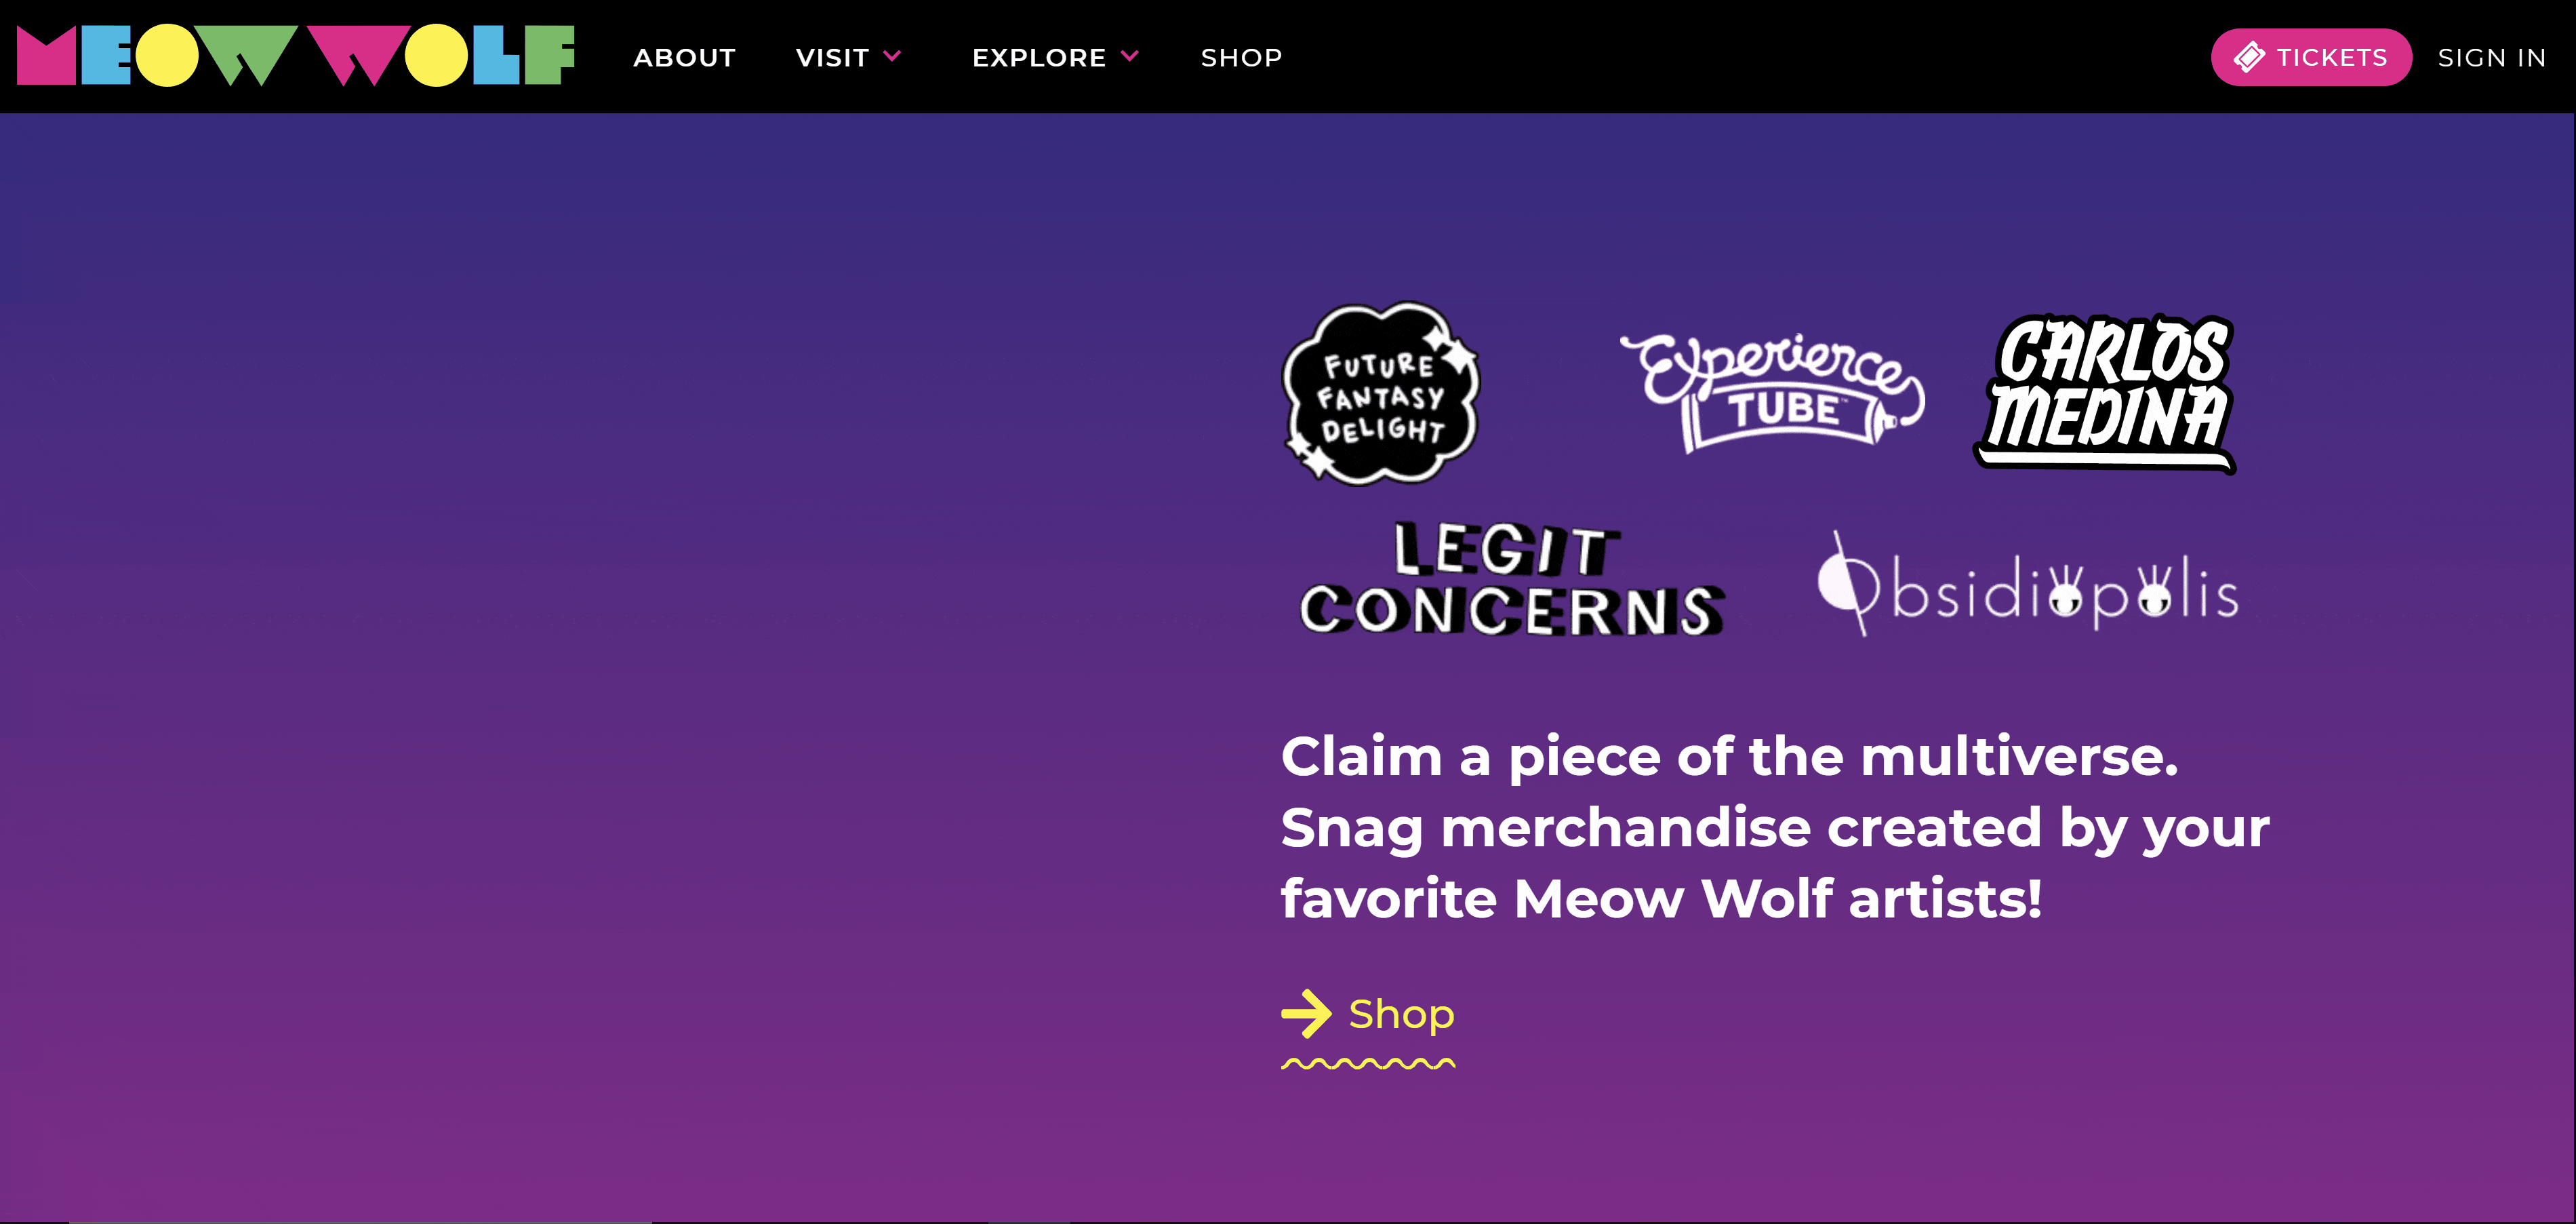 MEOW WOLF
ABOUT
VISIT
EXPLORE
SHOP
TICKETS
SIGN IN
FUTURE
FANTASY
DELIGHT
Experience
TUBE™
CARLOS
MEDINA
LEGIT
CONCERNS
Obsidiopolis
Claim a piece of the multiverse.
Snag merchandise created by your
favorite Meow Wolf artists!
Shop